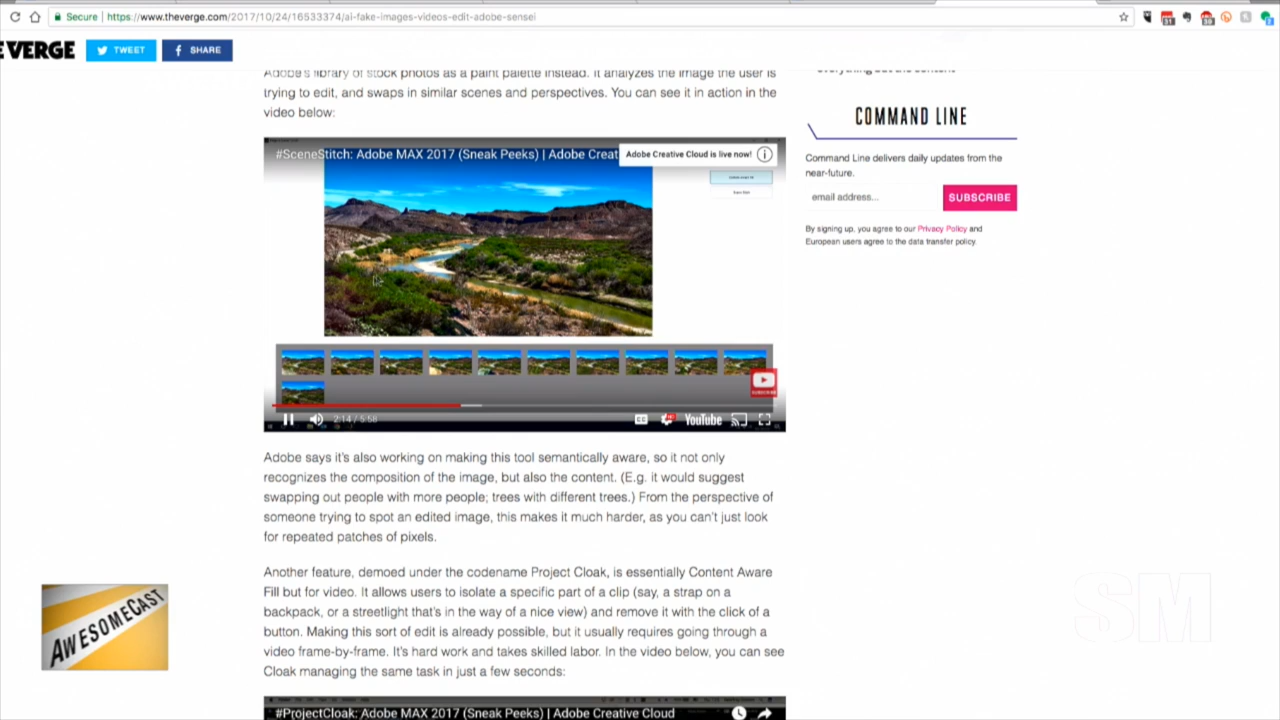 Secure https://www.theverge.com/2017/10/24/16533374/ai-fake-images-videos-edit-adobe-sensei
E VERGE
TWEET
SHARE
Adobe's library of stock photos as a paint palette instead. It analyzes the image the user is
trying to edit, and swaps in similar scenes and perspectives. You can see it in action in the
video below:
#SceneStitch: Adobe MAX 2017 (Sneak Peeks) | Adobe Creat
Adobe Creative Cloud is live now!
SUBSCRIBE
2:14 / 5:58
CC
HD
YouTube
Adobe says it's also working on making this tool semantically aware, so it not only
recognizes the composition of the image, but also the content. (E.g. it would suggest
swapping out people with more people; trees with different trees.) From the perspective of
someone trying to spot an edited image, this makes it much harder, as you can't just look
for repeated patches of pixels.
Another feature, demoed under the codename Project Cloak, is essentially Content Aware
Fill but for video. It allows users to isolate a specific part of a clip (say, a strap on a
backpack, or a streetlight that's in the way of a nice view) and remove it with the click of a
button. Making this sort of edit is already possible, but it usually requires going through a
video frame-by-frame. It's hard work and takes skilled labor. In the video below, you can see
Cloak managing the same task in just a few seconds:
#ProjectCloak: Adobe MAX 2017 (Sneak Peeks) | Adobe Creative Cloud
COMMAND LINE
Command Line delivers daily updates from the
near-future.
email address...
SUBSCRIBE
By signing up, you agree to our Privacy Policy and
European users agree to the data transfer policy.
AWESOMECAST
SM